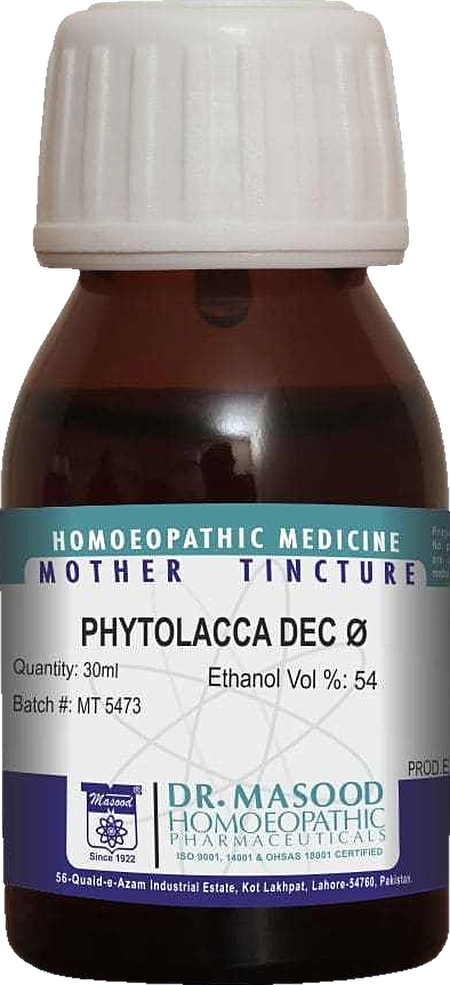 HOMOEOPATHIC MEDICINE
MOTHER TINCTURE
PHYTOLACCA DEC Ø
Quantity: 30ml
Ethanol Vol %: 54
Batch #: MT 5473
PROD.E
Masood
®
Since 1922
DR. MASOOD
HOMOEOPATHIC
PHARMACEUTICALS
ISO 9001, 14001 & OHSAS 18001 CERTIFIED
56-Quaid-e-Azam Industrial Estate, Kot Lakhpat, Lahore-54760, Pakistan.